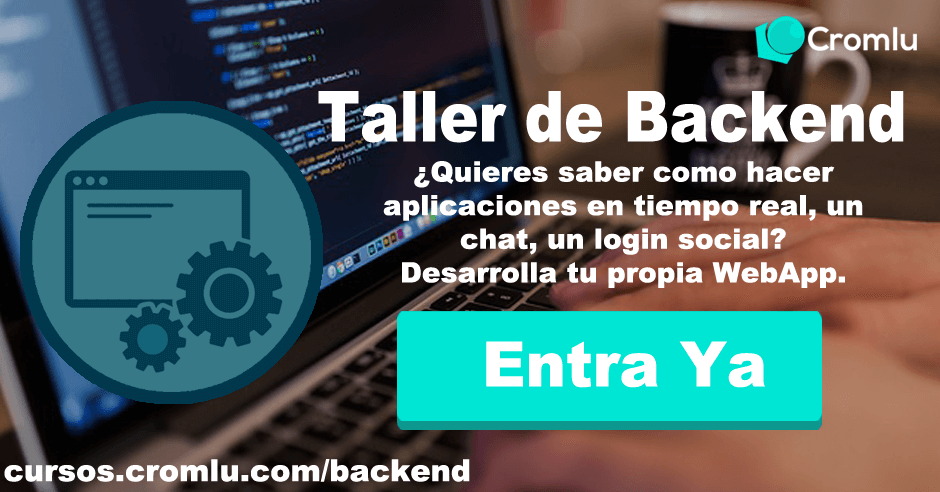 Cromlu
Taller de Backend
¿Quieres saber como hacer
aplicaciones en tiempo real, un
chat, un login social?
Desarrolla tu propia WebApp.
Entra Ya
cursos.cromlu.com/backend